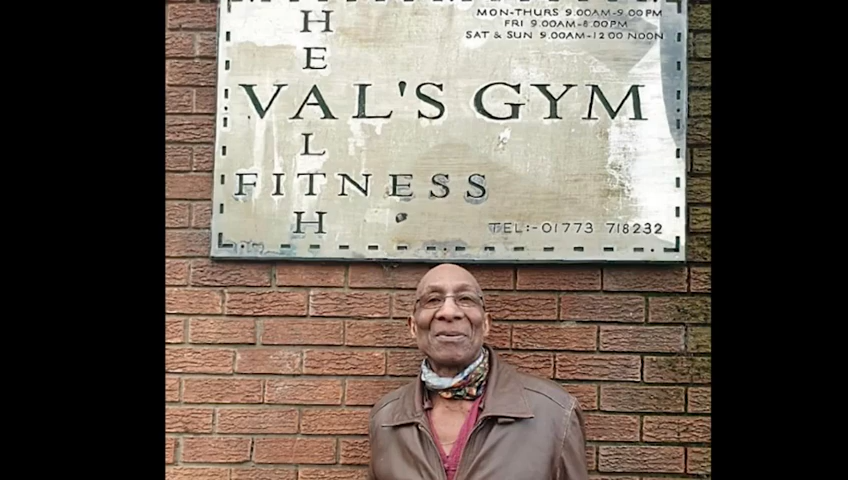 MON-THURS 9.00AM-9.00PM
FRI 9.00AM-8.00PM
SAT & SUN 9.00AM-12.00 NOON
HEALTH
VAL'S GYM
FITNESS
TEL:-01773 718232